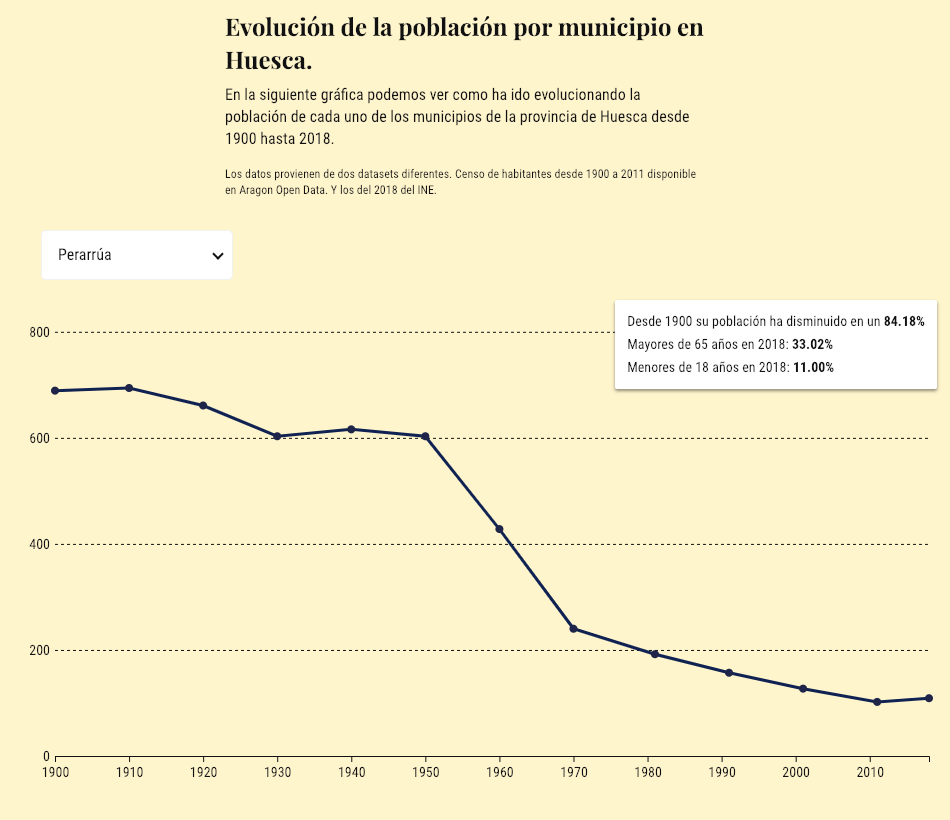 Evolución de la población por municipio en
Huesca.
En la siguiente gráfica podemos ver como ha ido evolucionando la
población de cada uno de los municipios de la provincia de Huesca desde
1900 hasta 2018.
Los datos provienen de dos datasets diferentes. Censo de habitantes desde 1900 a 2011 disponible
en Aragon Open Data. Y los del 2018 del INE.
Perarrúa
Desde 1900 su población ha disminuido en un 84.18%
Mayores de 65 años en 2018: 33.02%
Menores de 18 años en 2018: 11.00%
800
600
400
200
0
1900 1910 1920 1930 1940 1950 1960 1970 1980 1990 2000 2010